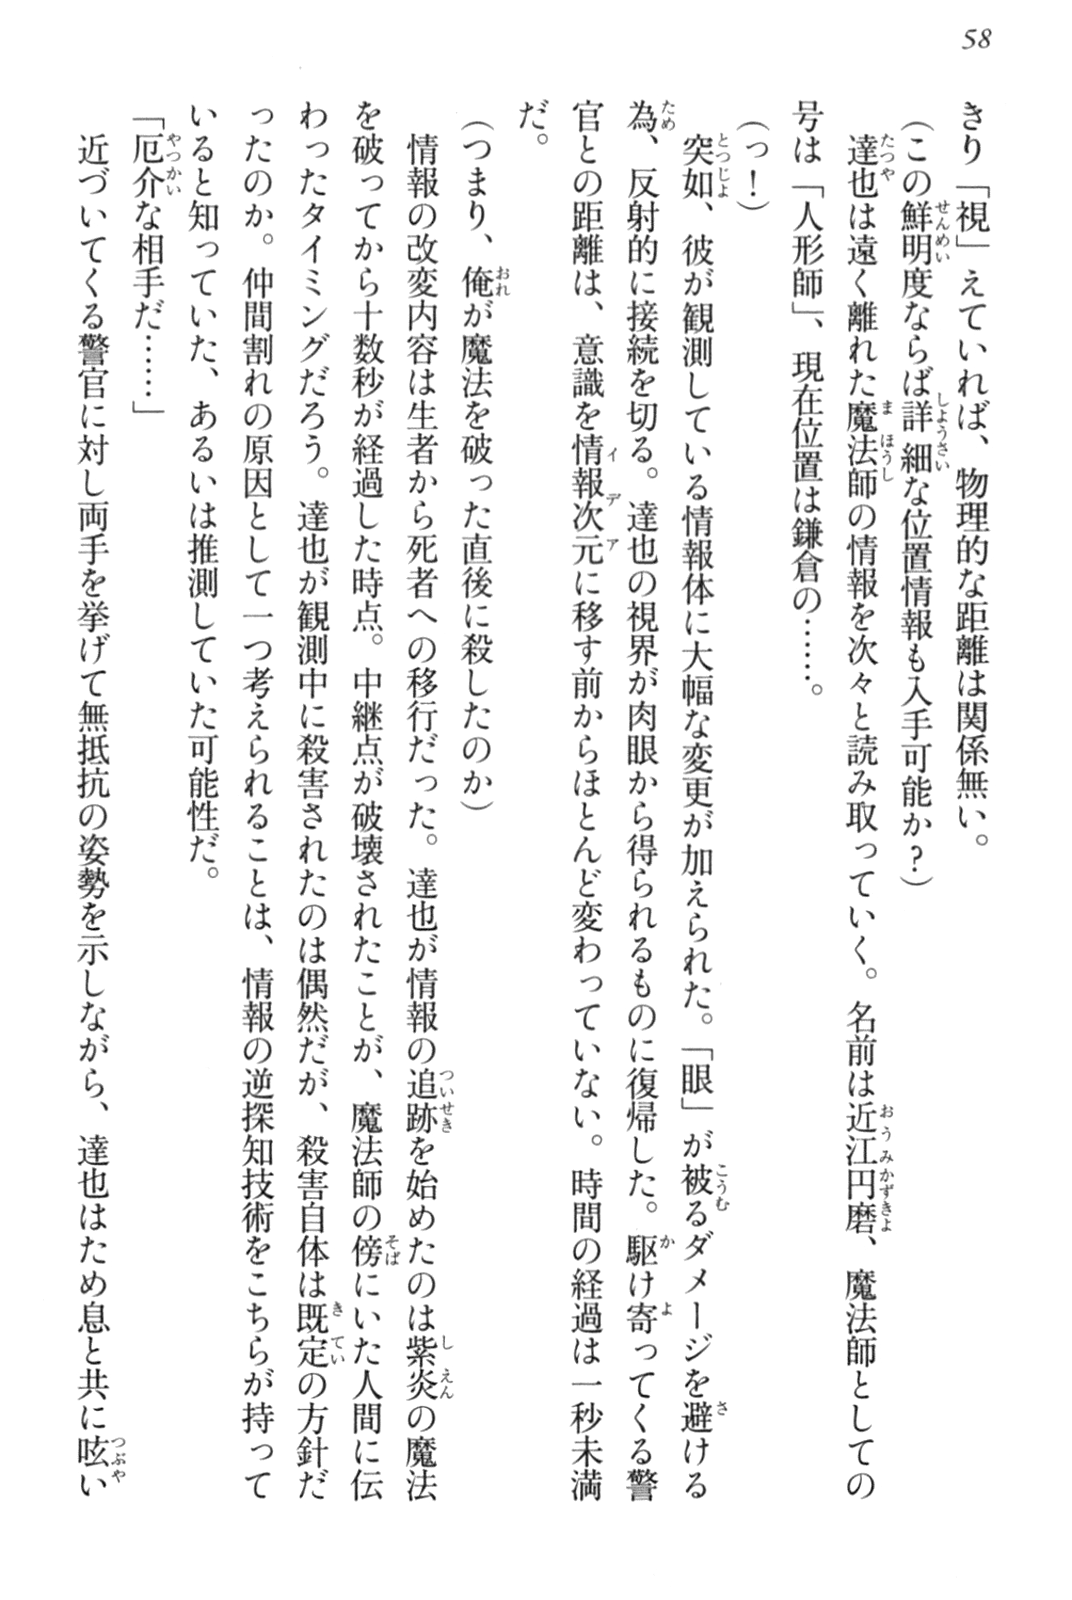 58
きり「視」えていれば、物理的な距離は関係無い。
(この鮮明度ならば詳細な位置情報も入手可能か?)
達也は遠く離れた魔法師の情報を次々と読み取っていく。名前は近江円磨、魔法師としての
号は「人形師」、現在位置は鎌倉の……。
(っ!)
突如、彼が観測している情報体に大幅な変更が加えられた。「眼」が被るダメージを避ける
為、反射的に接続を切る。達也の視界が肉眼から得られるものに復帰した。駆け寄ってくる警
官との距離は、意識を情報次元に移す前からほとんど変わっていない。時間の経過は一秒未満
だ。
(つまり、俺が魔法を破った直後に殺したのか)
情報の改変内容は生者から死者への移行だった。達也が情報の追跡を始めたのは紫炎の魔法
を破ってから十数秒が経過した時点。中継点が破壊されたことが、魔法師の傍にいた人間に伝
わったタイミングだろう。達也が観測中に殺害されたのは偶然だが、殺害自体は既定の方針だ
ったのか。仲間割れの原因として一つ考えられることは、情報の逆探知技術をこちらが持って
いると知っていた、あるいは推測していた可能性だ。
「厄介な相手だ……」
近づいてくる警官に対し両手を挙げて無抵抗の姿勢を示しながら、達也はため息と共に呟い